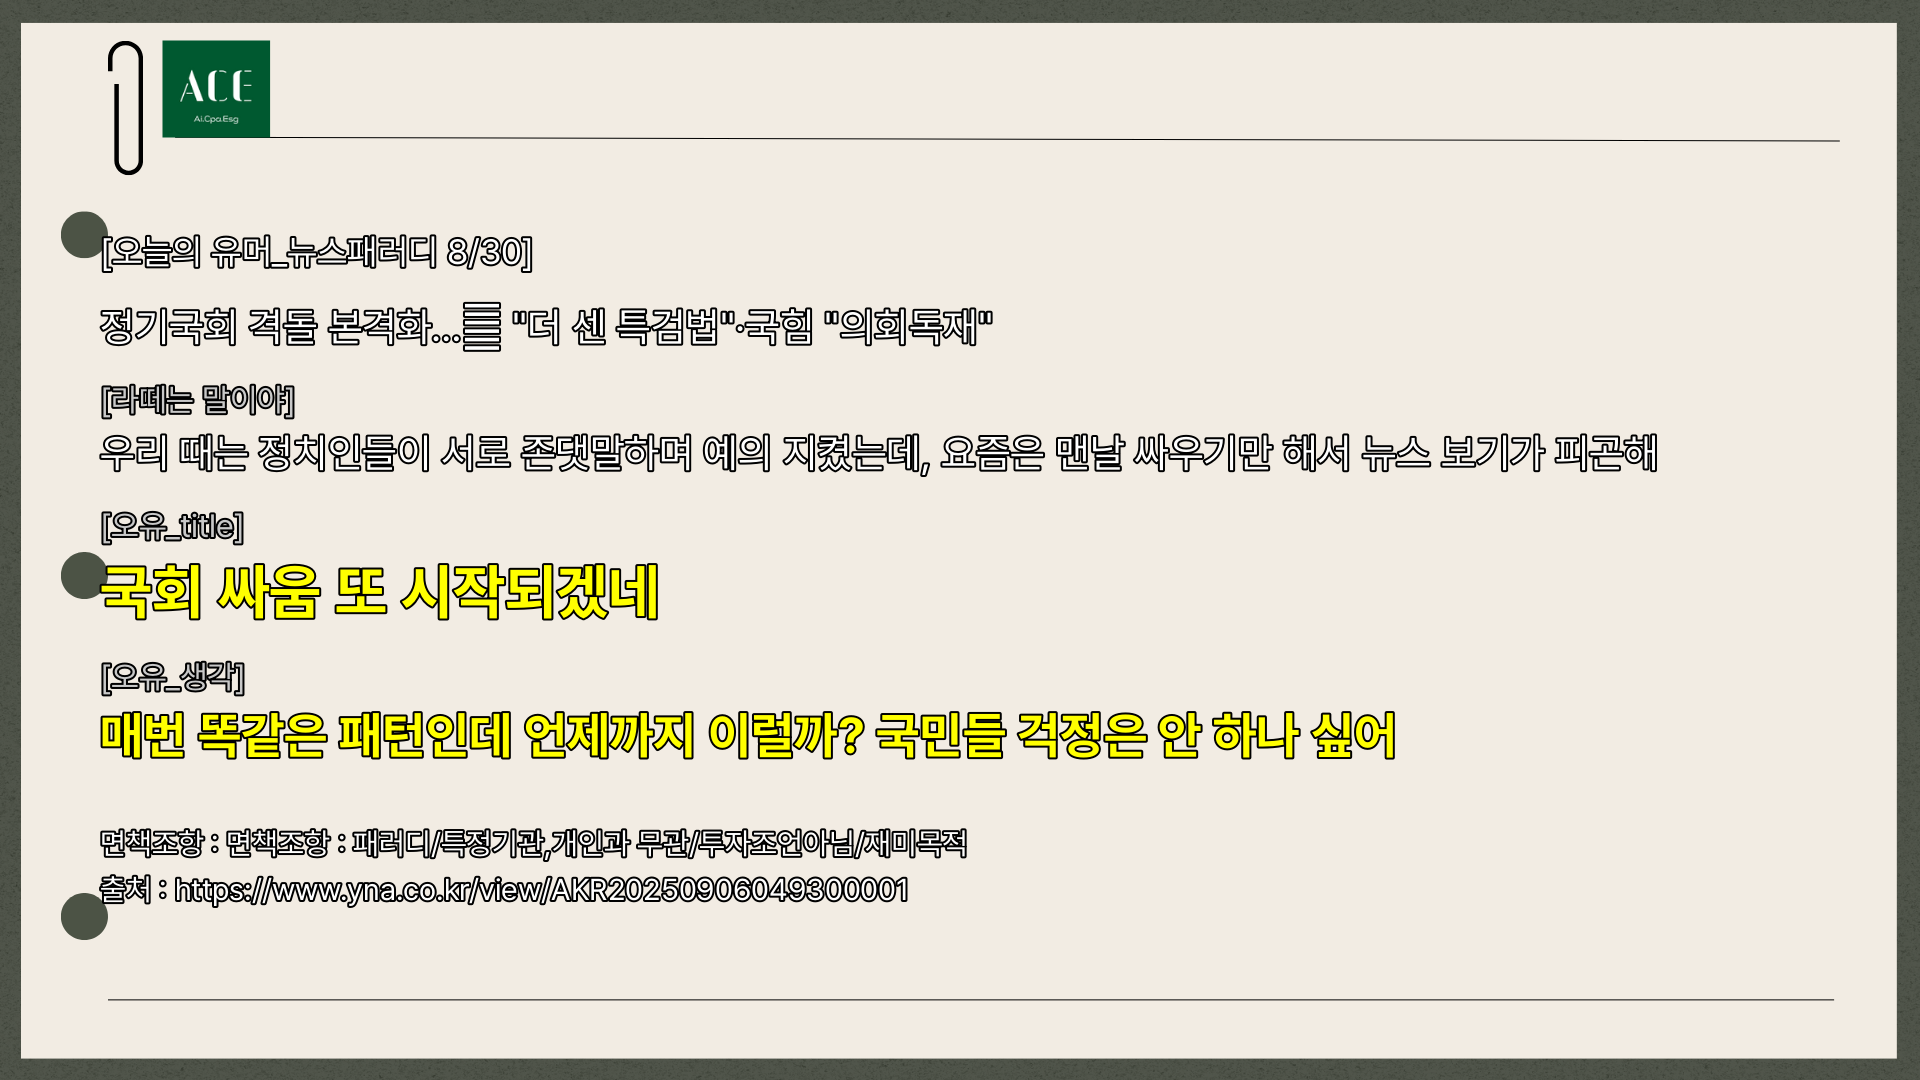 ACE
Ai.Cpa.Esg
[오늘의 유머_뉴스패러디 8/30]
정기국회 격돌 본격화... "더 센 특검법"·국힘 "의회독재"
[라떼는 말이야]
우리 때는 정치인들이 서로 존댓말하며 예의 지켰는데, 요즘은 맨날 싸우기만 해서 뉴스 보기가 피곤해
[오유_title]
국회 싸움 또 시작되겠네
[오유_생각]
매번 똑같은 패턴인데 언제까지 이럴까? 국민들 걱정은 안 하나 싶어
면책조항 : 면책조항 : 패러디/특정기관,개인과 무관/투자조언아님/재미목적
출처 : https://www.yna.co.kr/view/AKR20250906049300001